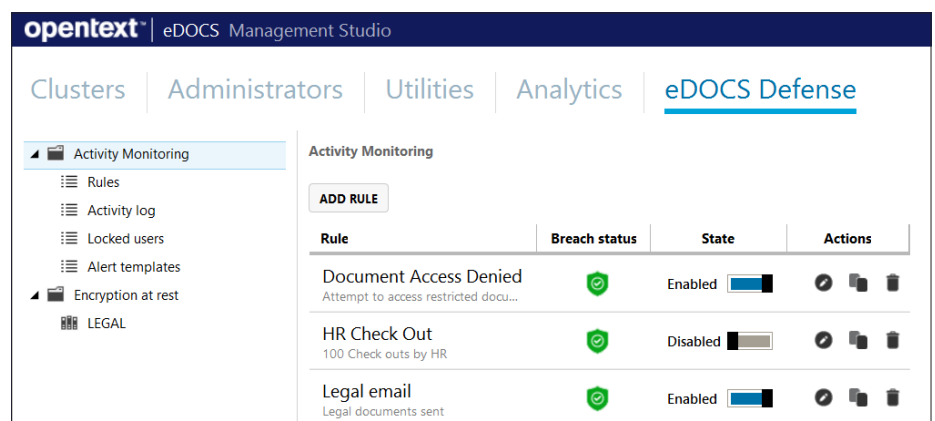 opentext™ | eDOCS Management Studio
Clusters Administrators Utilities Analytics eDOCS Defense
Activity Monitoring
Rules
Activity log
Locked users
Alert templates
Encryption at rest
LEGAL
Activity Monitoring
ADD RULE
Rule Breach status State Actions
Document Access Denied
Attempt to access restricted docu...
Enabled
HR Check Out
100 Check outs by HR
Disabled
Legal email
Legal documents sent
Enabled